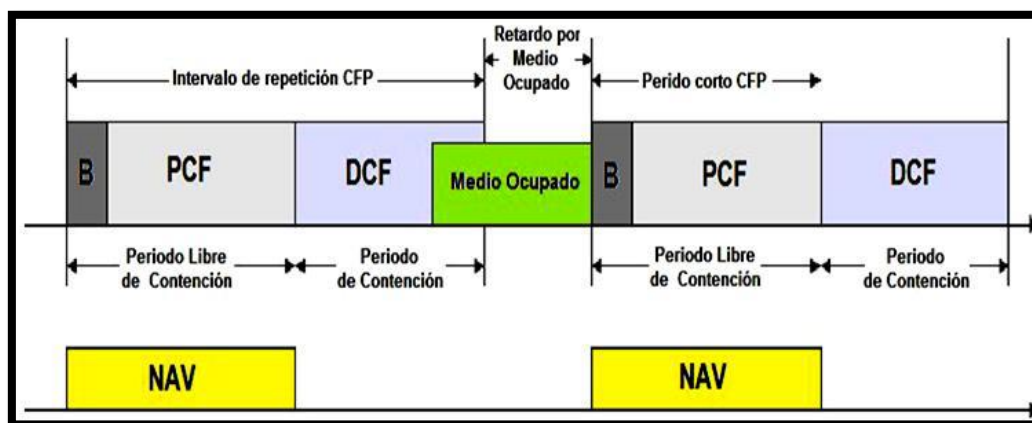 Retardo por
Medio
Ocupado
Intervalo de repetición CFP
Perido corto CFP
B
PCF
DCF
Medio Ocupado
B
PCF
DCF
Periodo Libre
de Contención
Periodo
de Contención
Periodo Libre
de Contención
Periodo
de Contención
NAV
NAV